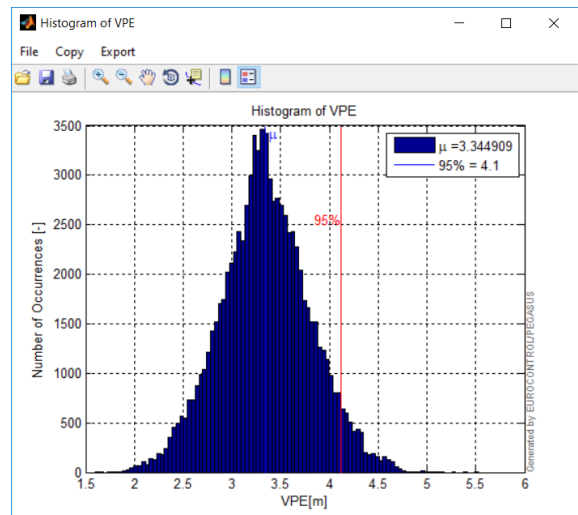 Histogram of VPE
File Copy Export
Histogram of VPE
3500
3000
2500
2000
1500
1000
500
0
Number of Occurrences [-]
μ
95%
μ =3.344909
95% = 4.1
1.5 2 2.5 3 3.5 4 4.5 5 5.5 6
VPE[m]
Generated by EUROCONTROL/PEGASUS